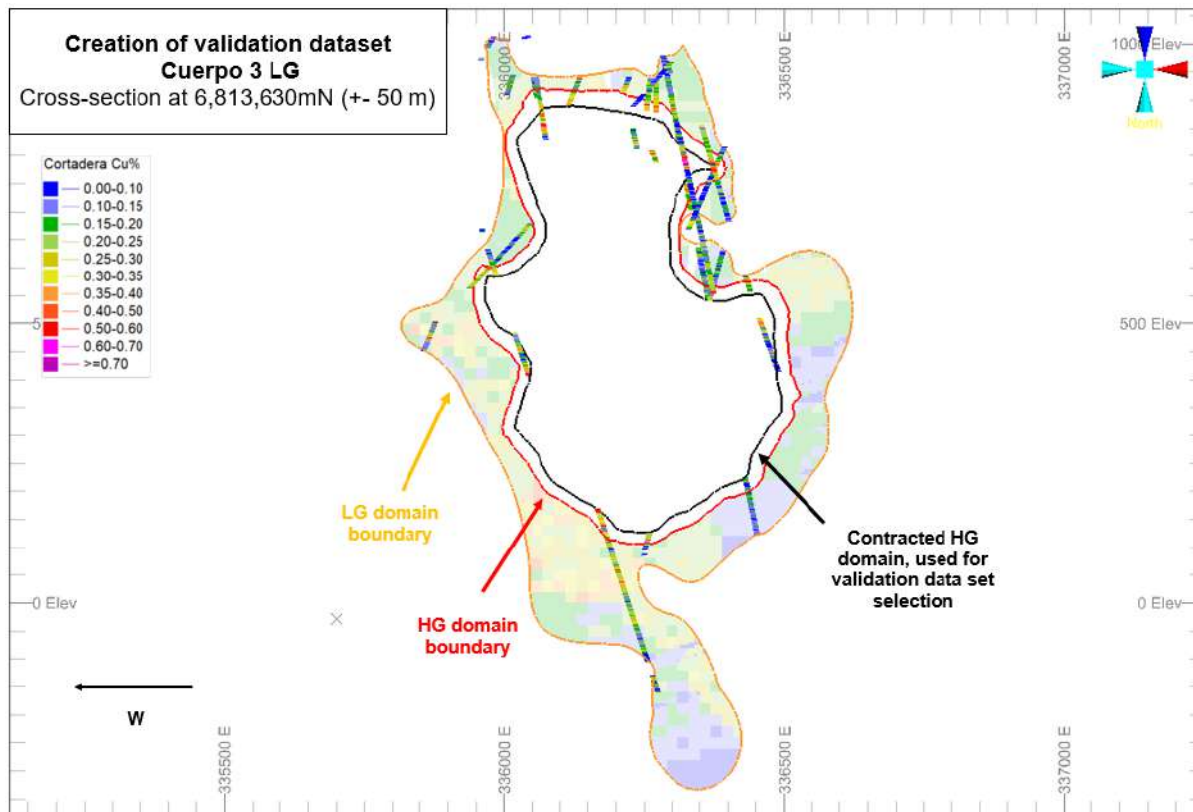 Creation of validation dataset
Cuerpo 3 LG
Cross-section at 6,813,630mN (+- 50 m)
336000 E
336500 E
337000 E
1000 Elev
North
Cortadera Cu%
0.00-0.10
0.10-0.15
0.15-0.20
0.20-0.25
0.25-0.30
0.30-0.35
0.35-0.40
0.40-0.50
0.50-0.60
0.60-0.70
>=0.70
5
500 Elev
LG domain
boundary
Contracted HG
domain, used for
validation data set
selection
0 Elev
0 Elev
HG domain
boundary
W
335500 E
336000 E
336500 E
337000 E